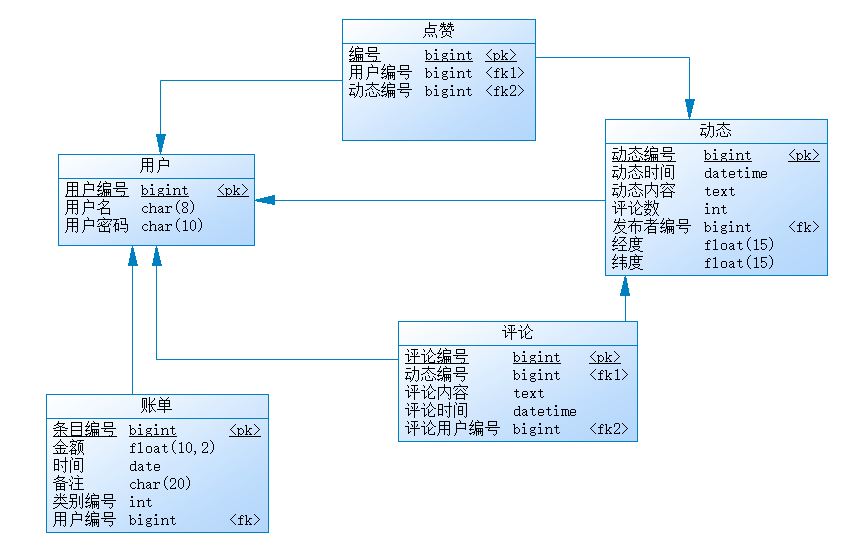 点赞
编号 bigint <pk>
用户编号 bigint <fk1>
动态编号 bigint <fk2>
动态
动态编号 bigint <pk>
动态时间 datetime
动态内容 text
评论数 int
发布者编号 bigint <fk>
经度 float(15)
纬度 float(15)
用户
用户编号 bigint <pk>
用户名 char(8)
用户密码 char(10)
评论
评论编号 bigint <pk>
动态编号 bigint <fk1>
评论内容 text
评论时间 datetime
评论用户编号 bigint <fk2>
账单
条目编号 bigint <pk>
金额 float(10,2)
时间 date
备注 char(20)
类别编号 int
用户编号 bigint <fk>